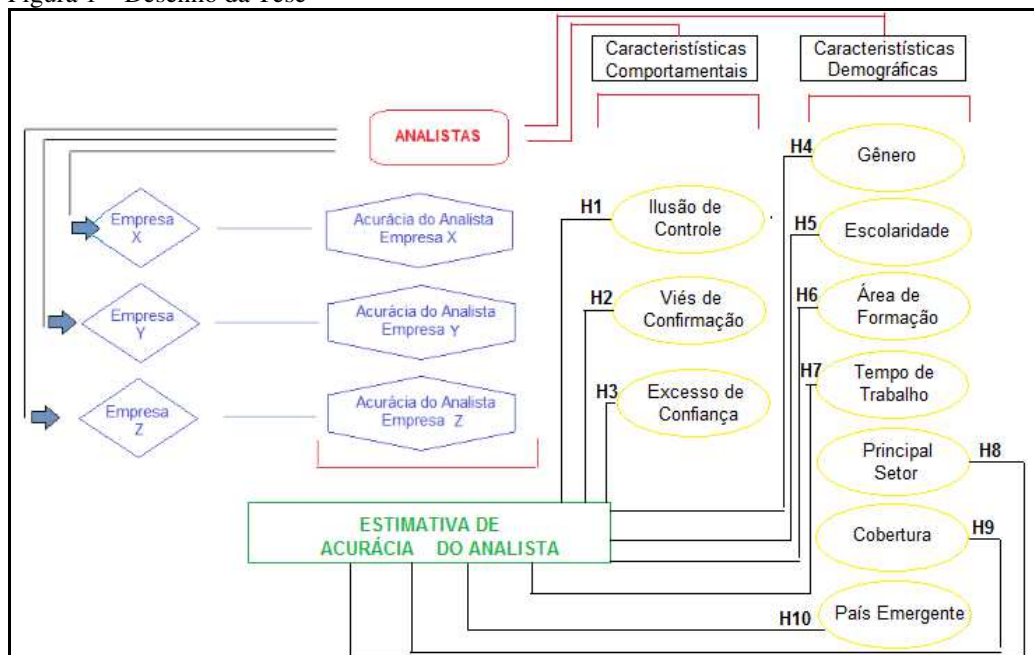 Figura 1 – Desenho da Tese
Caracteristísticas
Comportamentais
Caracteristísticas
Demográficas
ANALISTAS
H4
Gênero
Empresa
X
Acurácia do Analista
Empresa X
H1
Ilusão de
Controle
H5
Escolaridade
Empresa
Y
Acurácia do Analista
Empresa Y
H2
Viés de
Confirmação
H6
Área de
Formação
Empresa
Z
Acurácia do Analista
Empresa Z
H3
Excesso de
Confiança
H7
Tempo de
Trabalho
Principal
Setor
H8
ESTIMATIVA DE
ACURÁCIA DO ANALISTA
Cobertura
H9
H10
País Emergente